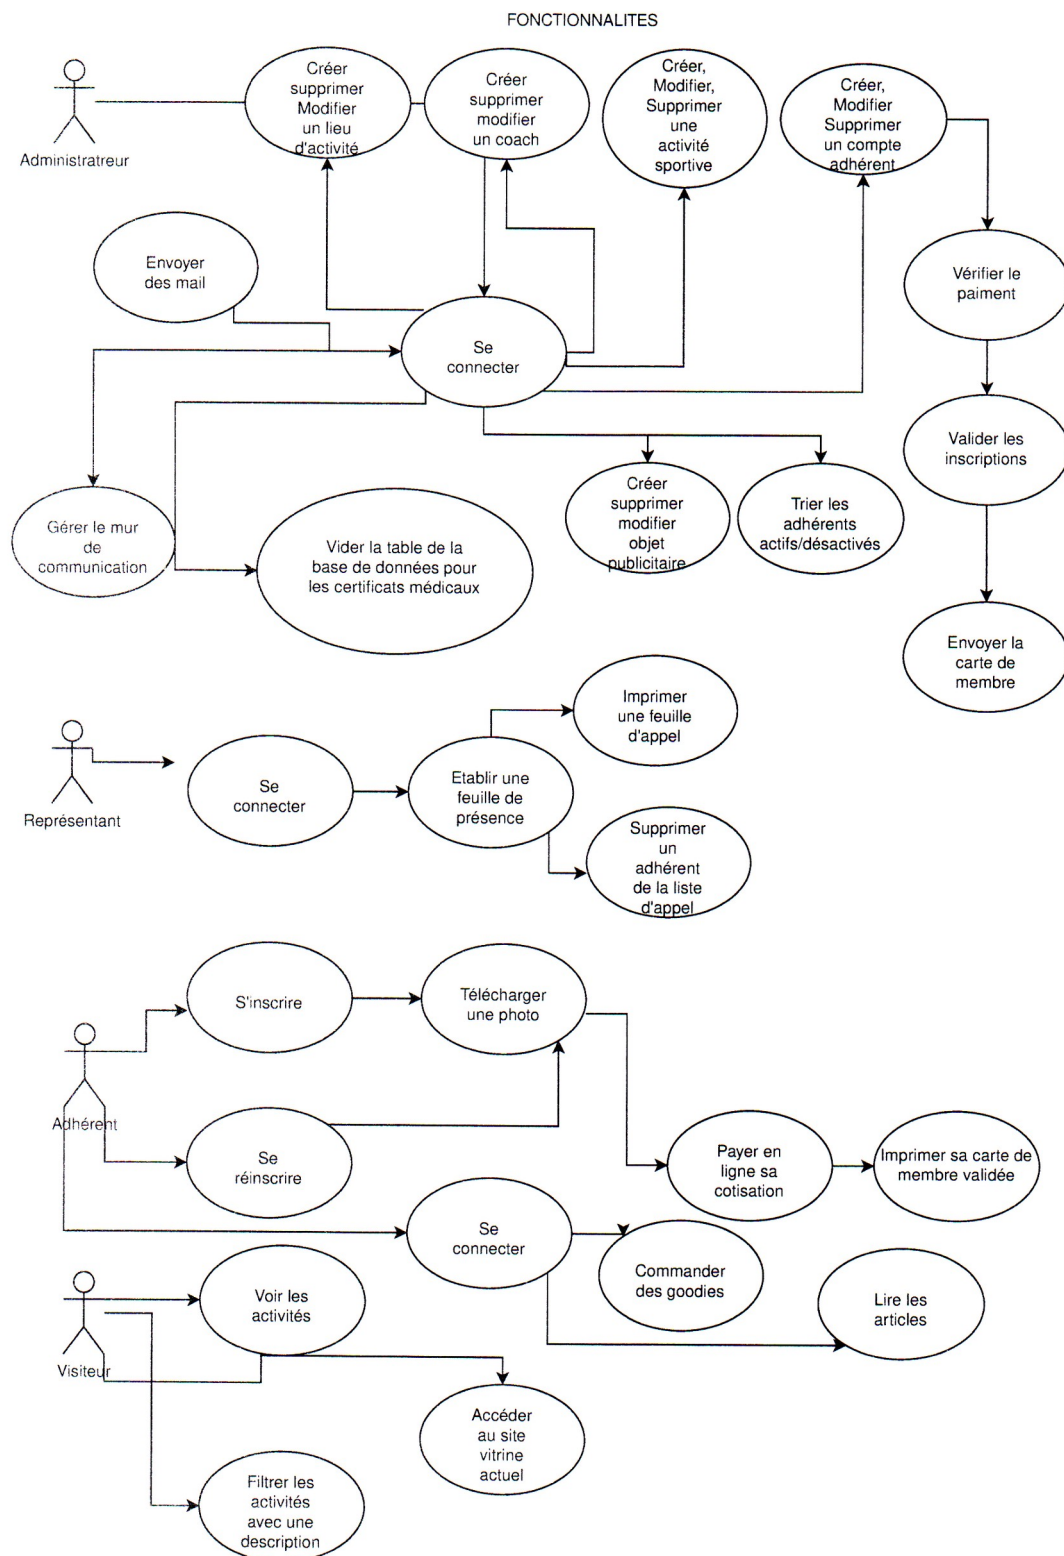 FONCTIONNALITES
Administratreur
Créer
supprimer
Modifier
un lieu
d'activité
Créer
supprimer
modifier
un coach
Créer,
Modifier,
Supprimer
une
activité
sportive
Créer,
Modifier
Supprimer
un compte
adhérent
Envoyer
des mail
Vérifier le
paiment
Se
connecter
Valider les
inscriptions
Gérer le mur
de
communication
Vider la table de la
base de données pour
les certificats médicaux
Créer
supprimer
modifier
objet
publicitaire
Trier les
adhérents
actifs/désactivés
Envoyer la
carte de
membre
Représentant
Se
connecter
Etablir une
feuille de
présence
Imprimer
une feuille
d'appel
Supprimer
un
adhérent
de la liste
d'appel
Adhérent
S'inscrire
Télécharger
une photo
Se
réinscrire
Payer en
ligne sa
cotisation
Imprimer sa carte de
membre validée
Se
connecter
Commander
des goodies
Lire les
articles
Visiteur
Voir les
activités
Accéder
au site
vitrine
actuel
Filtrer les
activités
avec une
description